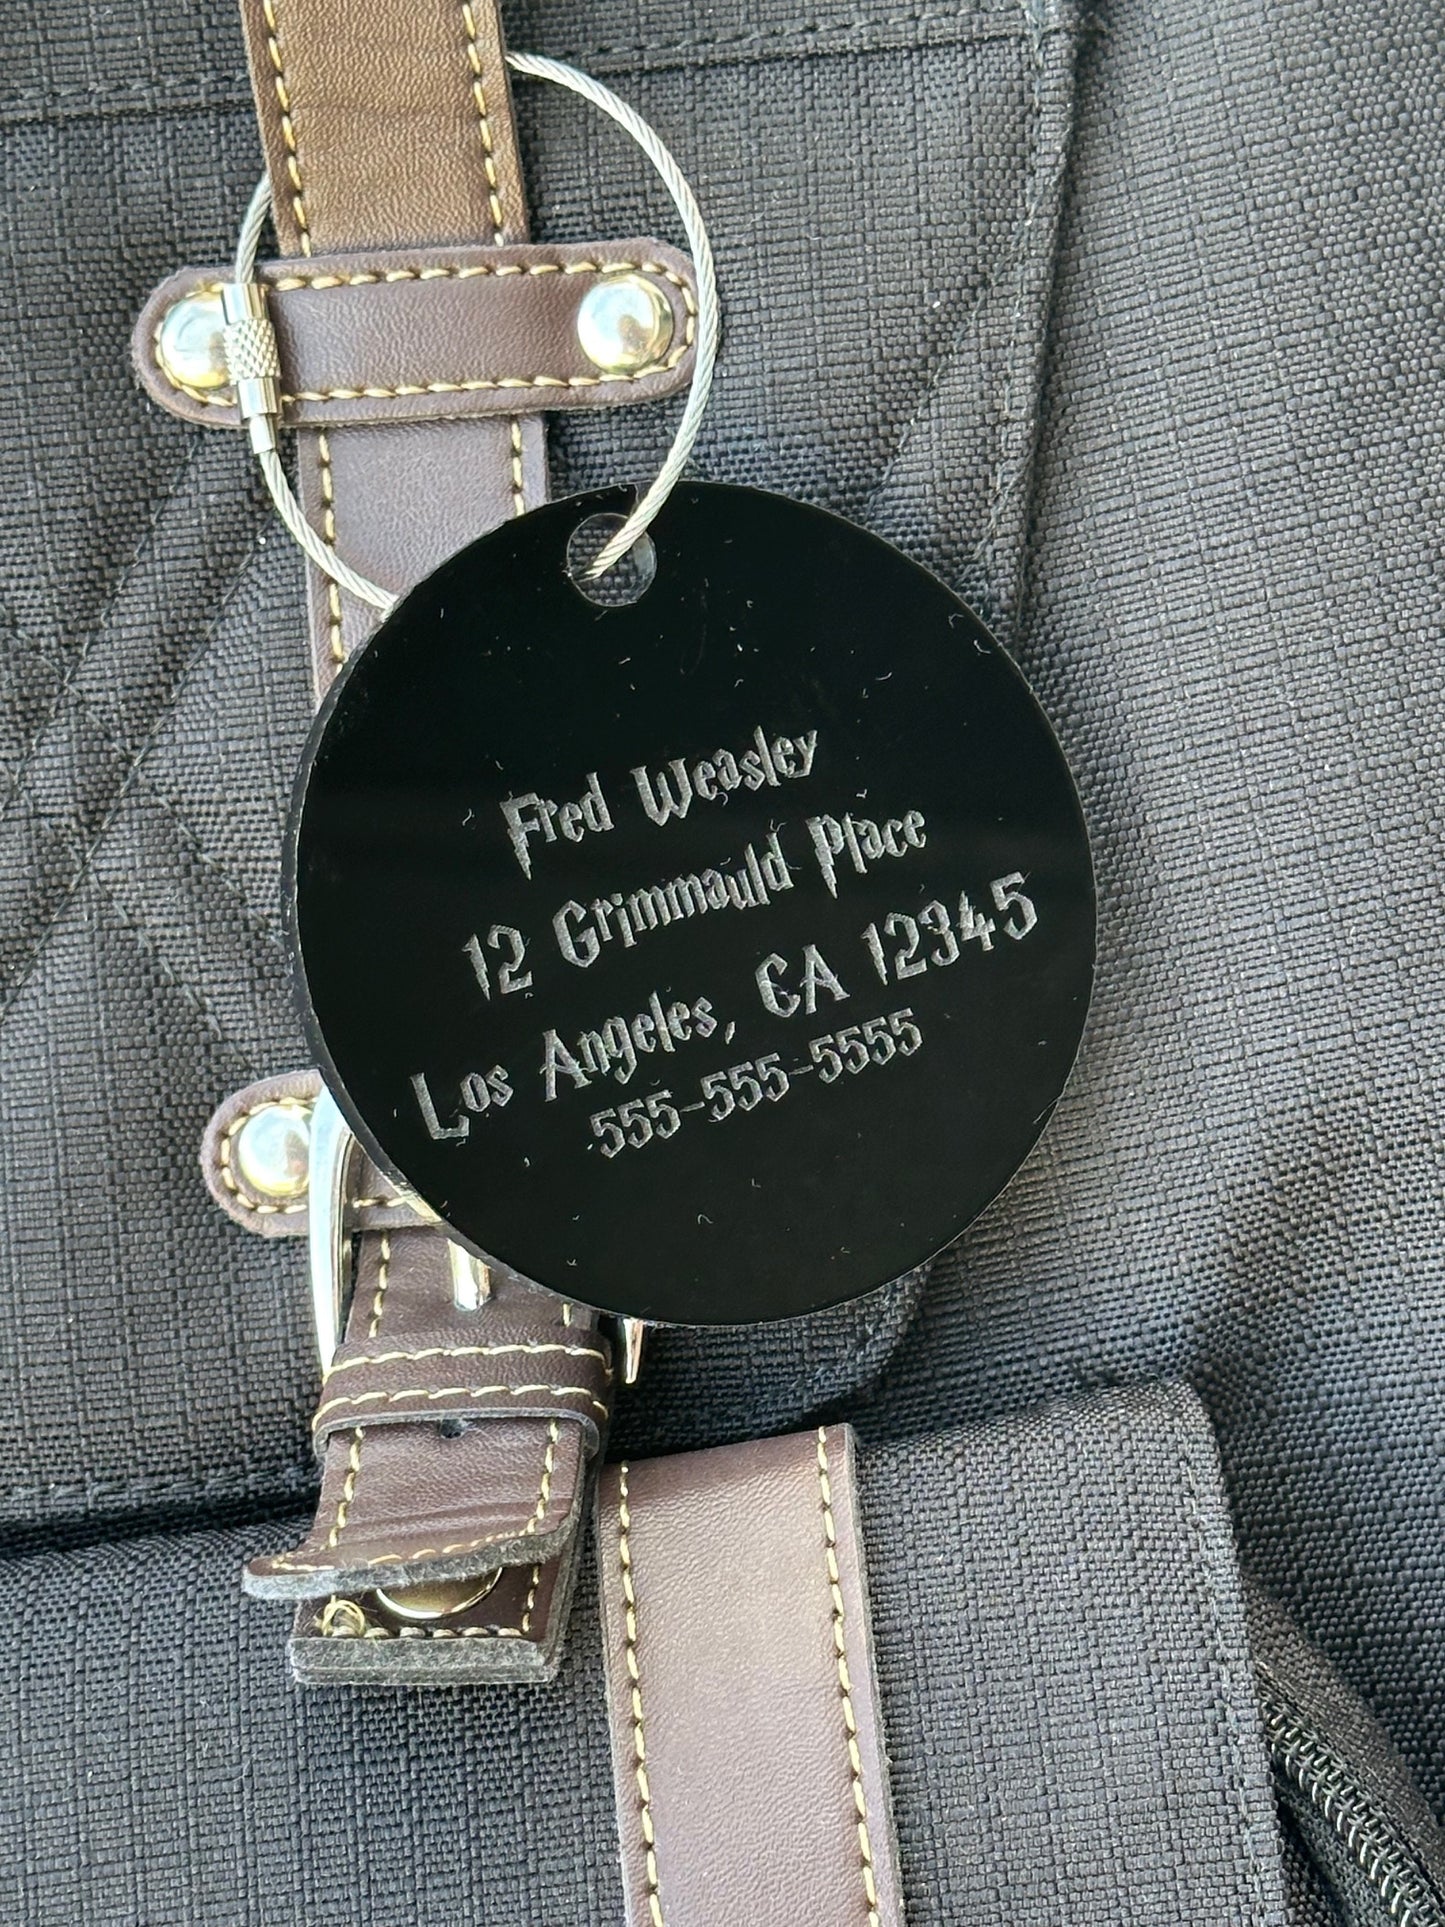 Fred Weasley
12 Grimmauld Place
Los Angeles, CA 12345
555-555-5555